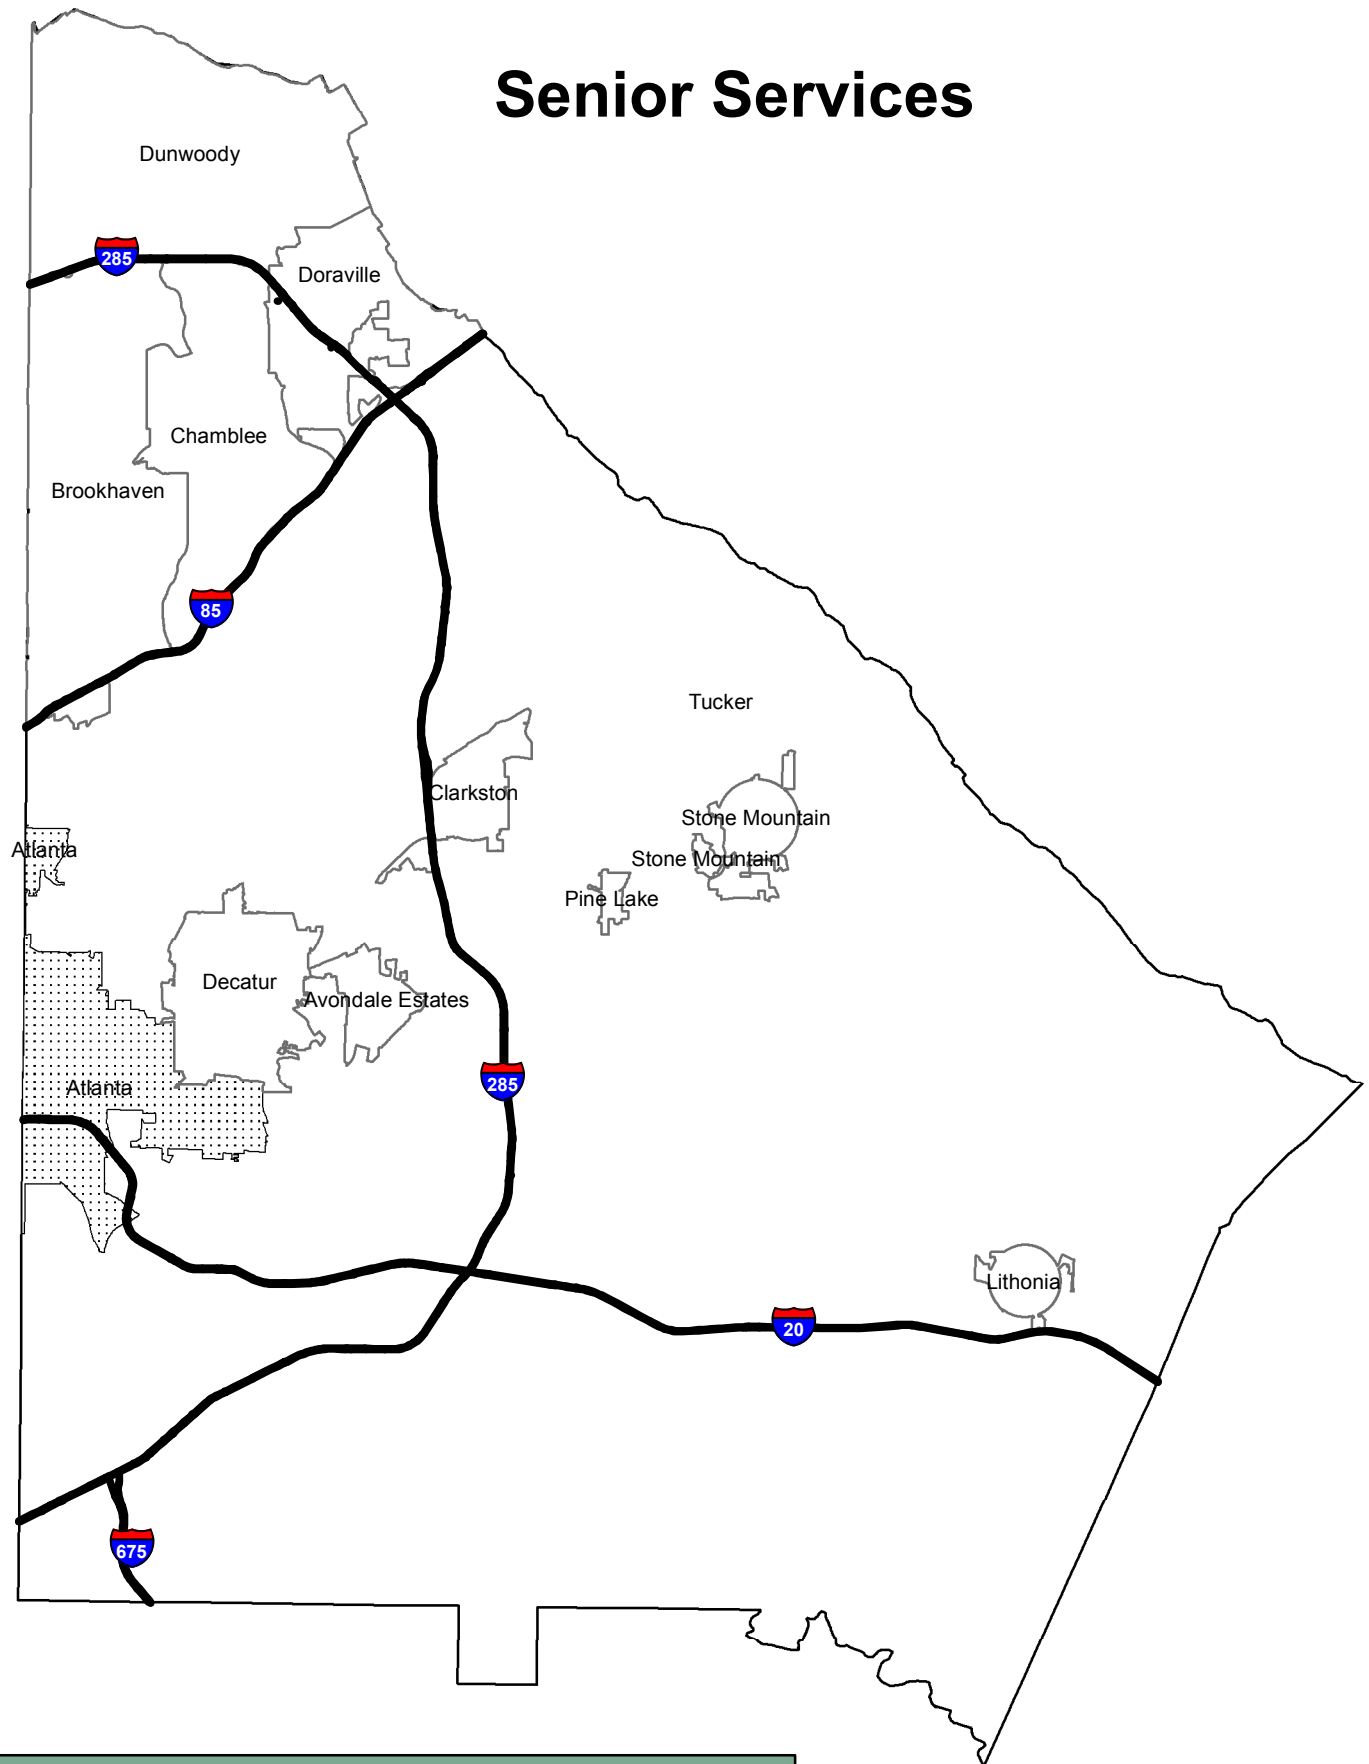 Senior Services
Dunwoody
285
Doraville
Chamblee
Brookhaven
85
Tucker
Clarkston
Stone Mountain
Atlanta
Stone Mountain
Pine Lake
Decatur
Avondale Estates
285
Atlanta
Lithonia
20
675